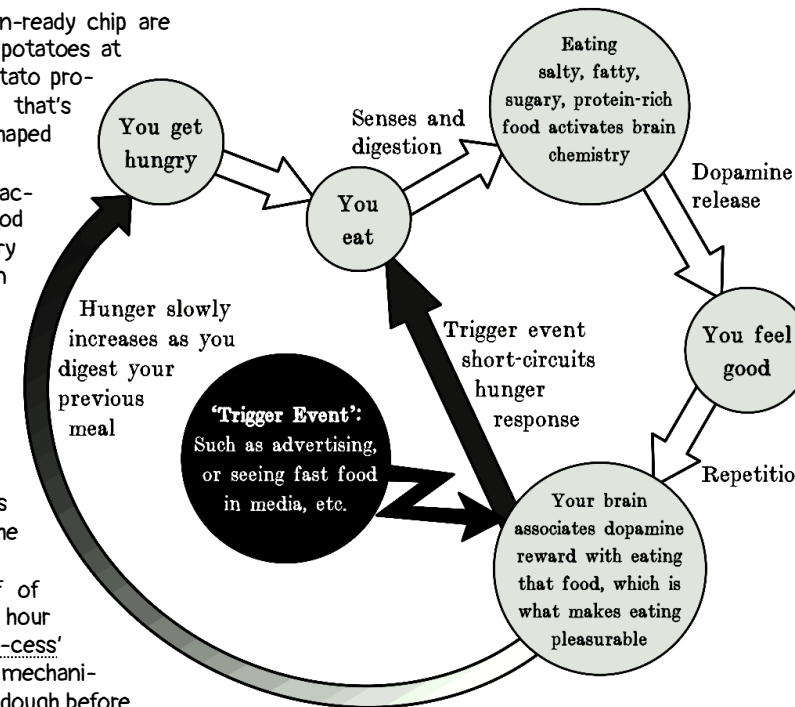 n-ready chip are
potatoes at
tato pro-
that's
haped
ac-
od
ry
n
s
f of
hour
-cess'
mechani-
dough before
You get
hungry
You
eat
Senses and
digestion
Eating
salty, fatty,
sugary, protein-rich
food activates brain
chemistry
Dopamine
release
You feel
good
Repetitio
Your brain
associates dopamine
reward with eating
that food, which is
what makes eating
pleasurable
Trigger event
short-circuits
hunger
response
'Trigger Event':
Such as advertising,
or seeing fast food
in media, etc.
Hunger slowly
increases as you
digest your
previous
meal